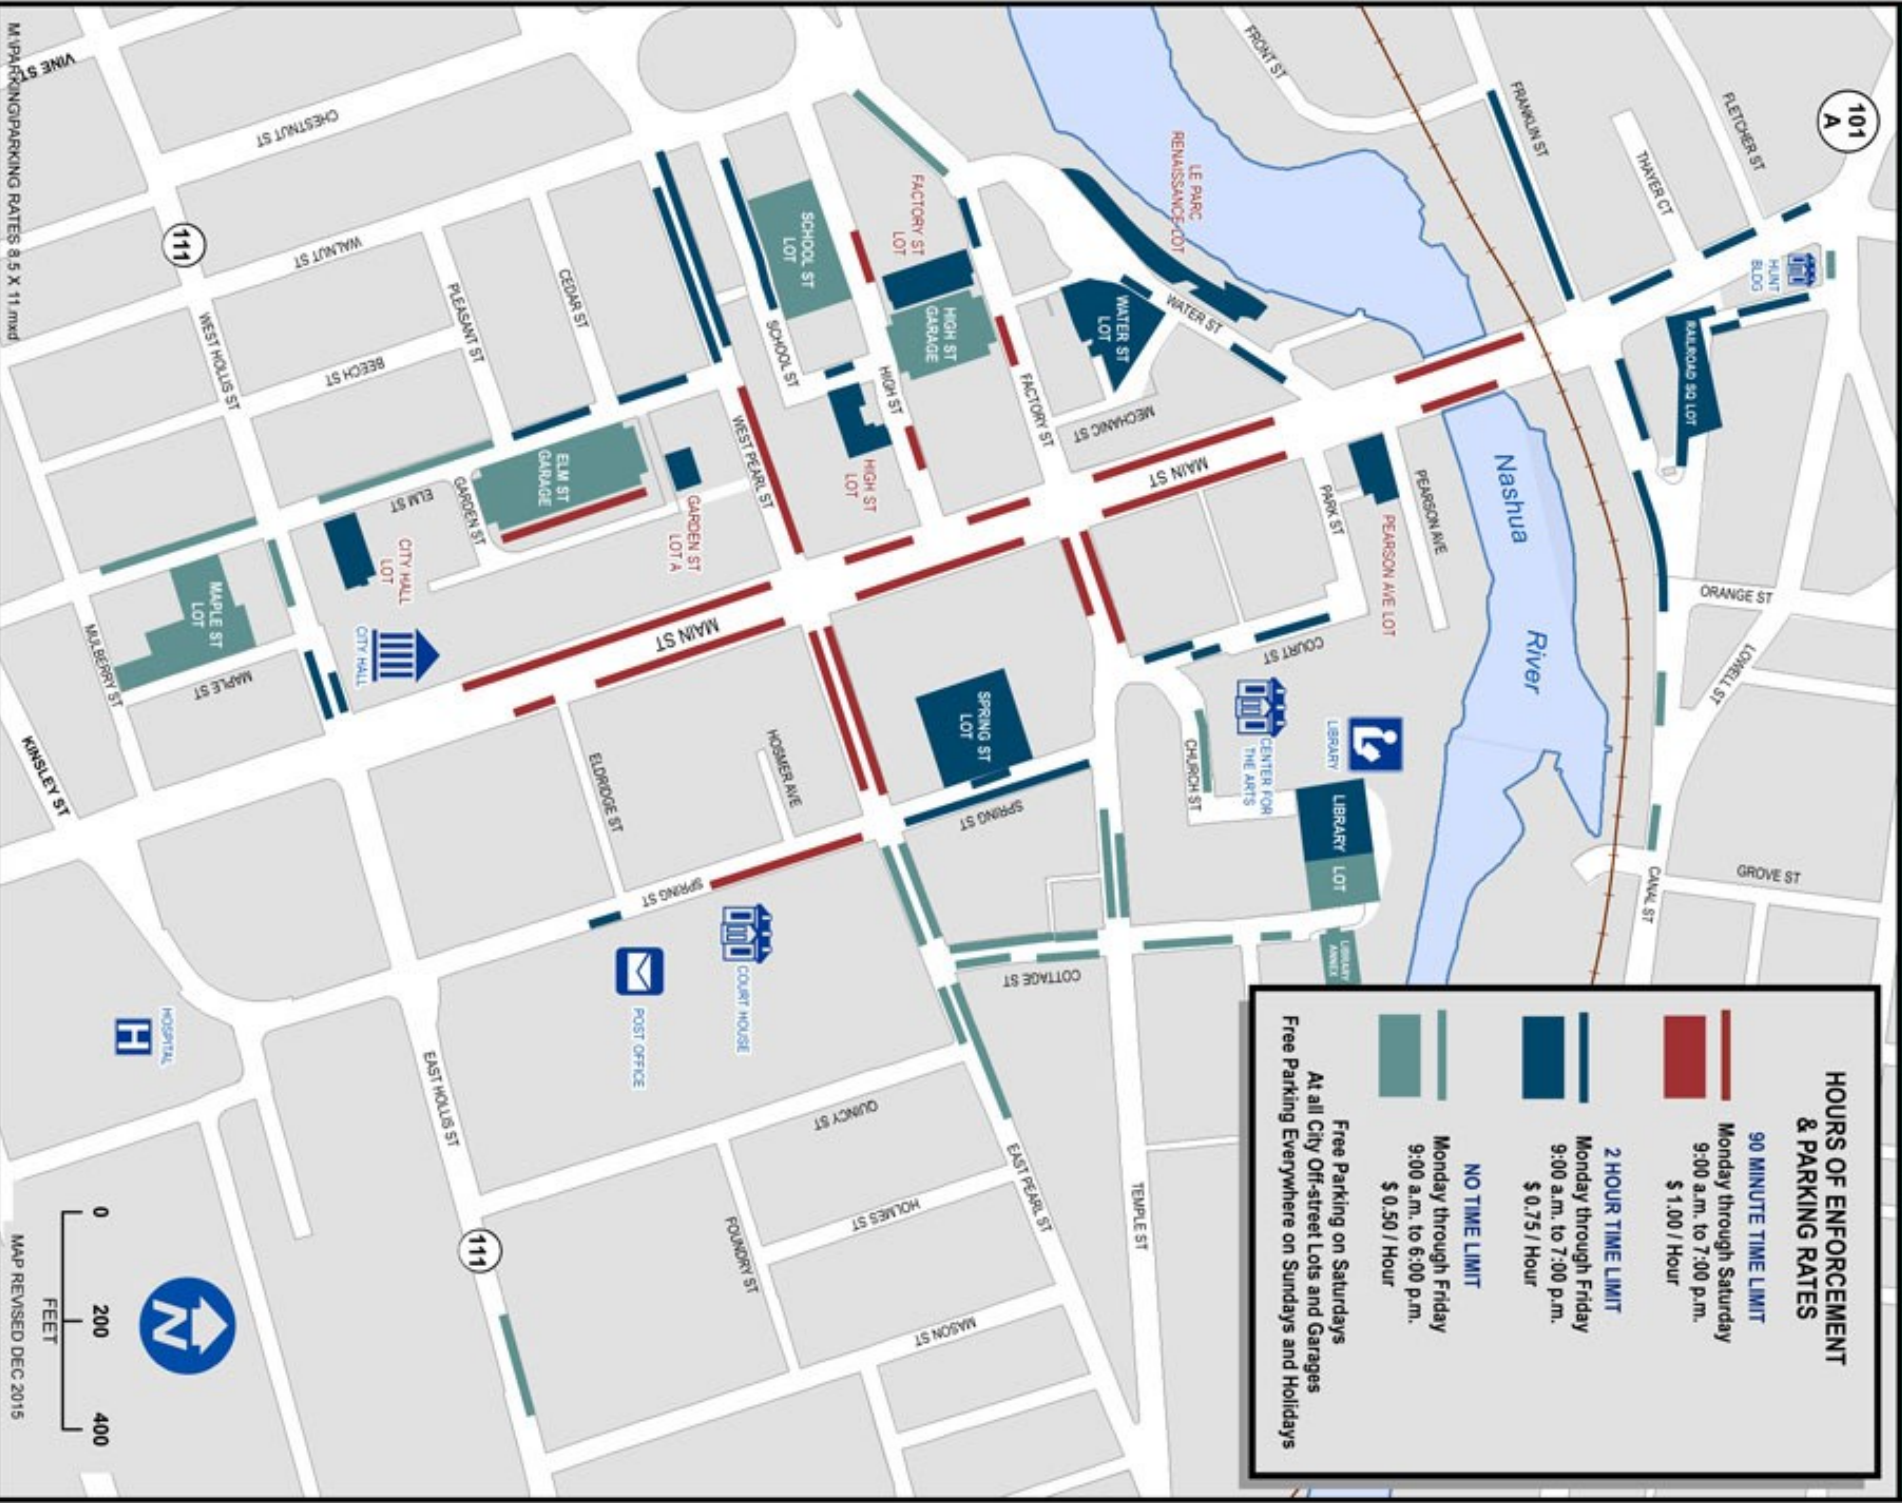 HOURS OF ENFORCEMENT
& PARKING RATES
90 MINUTE TIME LIMIT
Monday through Saturday
9:00 a.m. to 7:00 p.m.
$ 1.00 / Hour
2 HOUR TIME LIMIT
Monday through Friday
9:00 a.m. to 7:00 p.m.
$ 0.75 / Hour
NO TIME LIMIT
Monday through Friday
9:00 a.m. to 6:00 p.m.
$ 0.50 / Hour
Free Parking on Saturdays
At all City Off-street Lots and Garages
Free Parking Everywhere on Sundays and Holidays
101
A
FLETCHER ST
THAYER CT
FRANKLIN ST
FRONT ST
HUNT
BLDG
RAILROAD SQ LOT
ORANGE ST
LOWELL ST
GROVE ST
CANAL ST
Nashua
River
LE PARC
RENAISSANCE LOT
WATER ST
WATER ST
LOT
MECHANIC ST
MAIN ST
PARK ST
PEARSON AVE
PEARSON AVE LOT
COURT ST
LIBRARY
CENTER FOR
THE ARTS
CHURCH ST
LIBRARY LOT
LIBRARY
ANNEX
FACTORY ST
LOT
FACTORY ST
HIGH ST
GARAGE
HIGH ST
HIGH ST
LOT
SCHOOL ST
LOT
SCHOOL ST
WEST PEARL ST
SPRING ST
LOT
SPRING ST
COTTAGE ST
TEMPLE ST
EAST PEARL ST
GARDEN ST
LOT A
ELM ST
GARAGE
GARDEN ST
ELM ST
CEDAR ST
PLEASANT ST
CHESTNUT ST
WALNUT ST
BEECH ST
WEST HOLLIS ST
VINE ST
111
CITY HALL
LOT
CITY HALL
MAIN ST
MAPLE ST
LOT
MAPLE ST
MULBERRY ST
KINSLEY ST
HOSMER AVE
ELDRIDGE ST
SPRING ST
COURT HOUSE
POST OFFICE
HOSPITAL
H
EAST HOLLIS ST
111
QUINCY ST
HOLMES ST
FOUNDRY ST
MASON ST
N
0 200 400
FEET
MAP REVISED DEC 2015
M:\PARKING\PARKING RATES 8.5 X 11.mxd